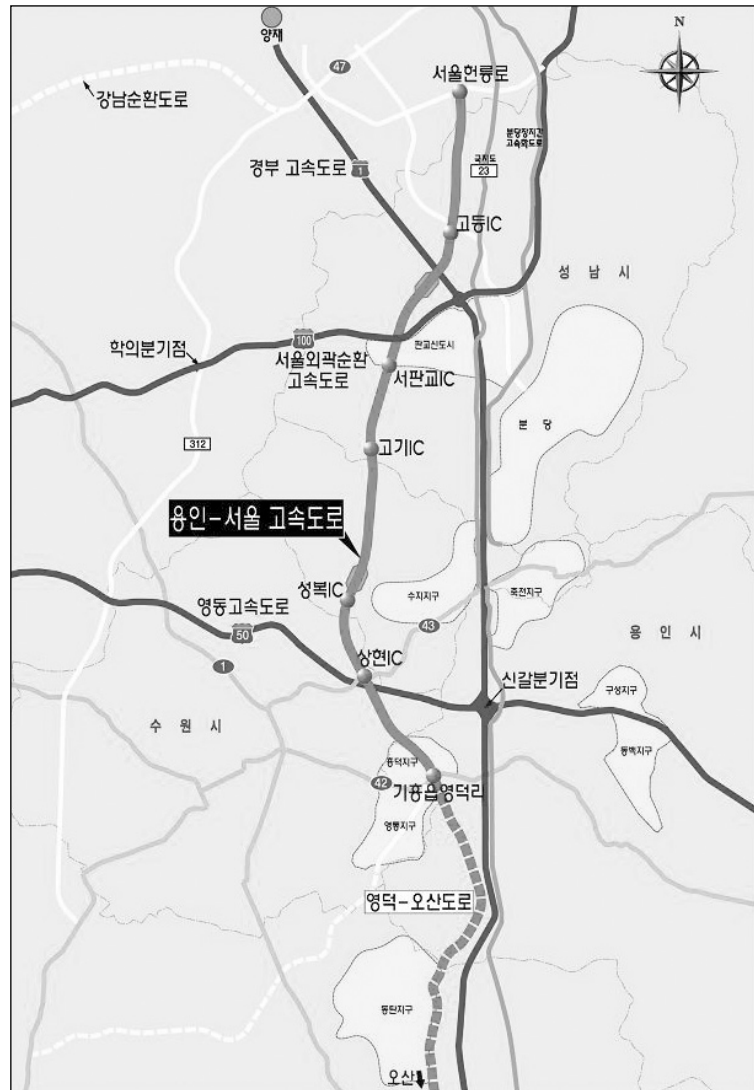 양재
N
47
서울헌릉로
강남순환도로
분당장지간
고속화도로
국지도
23
경부 고속도로
1
고등IC
성 남 시
학의분기점
100
서울외곽순환
고속도로
판교신도시
서판교IC
분 당
312
고기IC
용인-서울 고속도로
성복IC
수지지구
죽전지구
영동고속도로
50
43
용 인 시
1
상현IC
신갈분기점
구성지구
수 원 시
동백지구
흥덕지구
42
기흥읍영덕리
영통지구
영덕-오산도로
동탄지구
오산